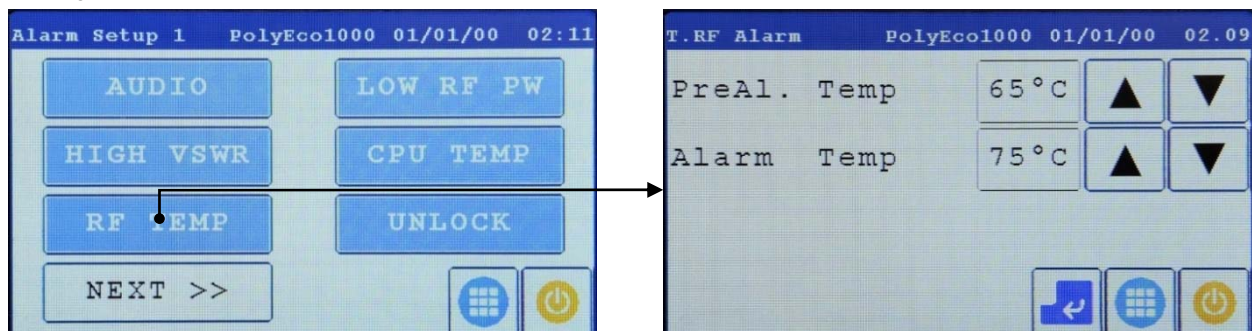 Alarm Setup 1 PolyEco1000 01/01/00 02:11
AUDIO LOW RF PW
HIGH VSWR CPU TEMP
RF TEMP UNLOCK
NEXT >>
T.RF Alarm PolyEco1000 01/01/00 02.09
PreAl. Temp 65°C ▲ ▼
Alarm Temp 75°C ▲ ▼